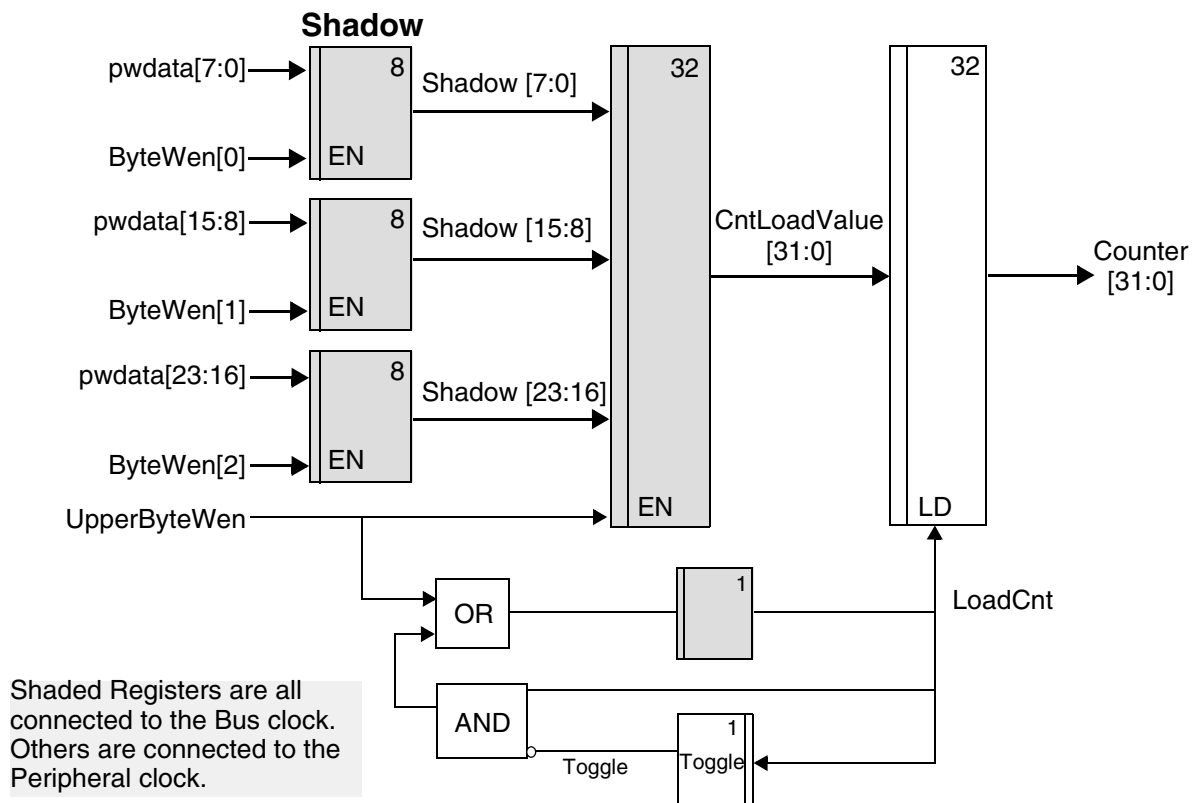 Shadow
pwdata[7:0]
8
Shadow [7:0]
32
32
ByteWen[0]
EN
pwdata[15:8]
8
Shadow [15:8]
CntLoadValue
[31:0]
Counter
[31:0]
ByteWen[1]
EN
pwdata[23:16]
8
Shadow [23:16]
ByteWen[2]
EN
UpperByteWen
EN
LD
OR
1
LoadCnt
AND
1
Toggle
Toggle
Shaded Registers are all
connected to the Bus clock.
Others are connected to the
Peripheral clock.